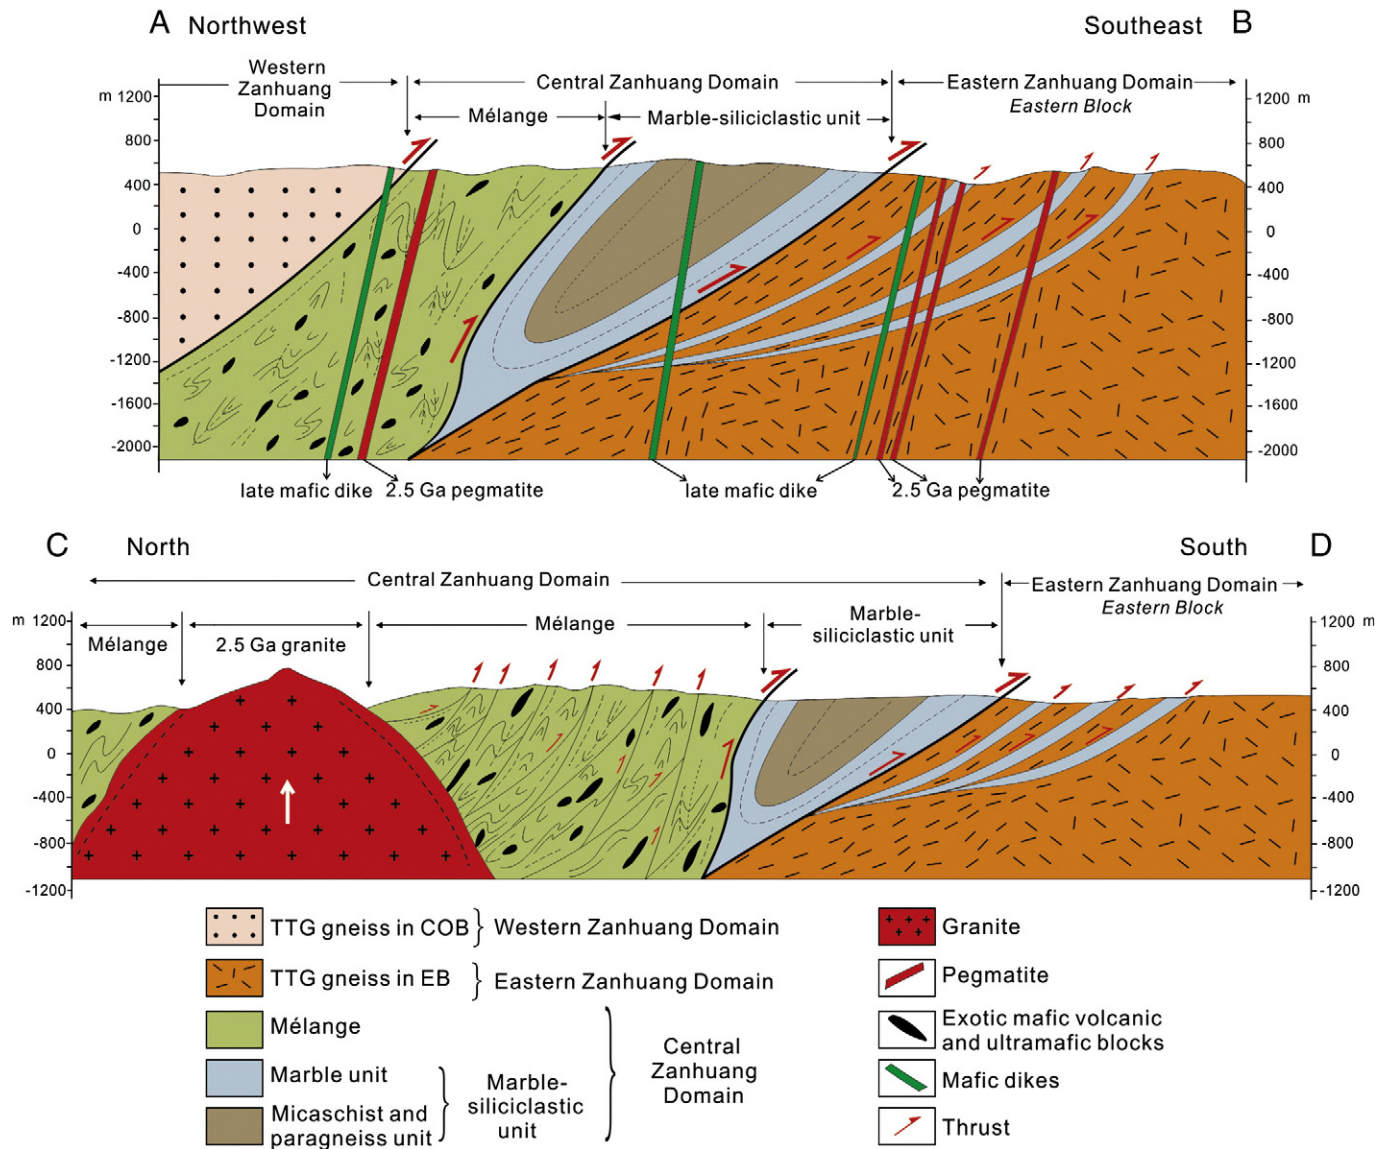 A Northwest
Southeast B
Western
Zanhuang
Domain
Central Zanhuang Domain
Eastern Zanhuang Domain
Eastern Block
Mélange
Marble-siliciclastic unit
m 1200
800
400
0
-400
-800
-1200
-1600
-2000
1200 m
800
400
0
-400
-800
-1200
-1600
-2000
late mafic dike
2.5 Ga pegmatite
late mafic dike
2.5 Ga pegmatite
C North
South D
Central Zanhuang Domain
Eastern Zanhuang Domain
Eastern Block
Mélange
2.5 Ga granite
Mélange
Marble-
siliciclastic unit
m 1200
800
400
0
-400
-800
-1200
1200 m
800
400
0
-400
-800
-1200
TTG gneiss in COB
Western Zanhuang Domain
TTG gneiss in EB
Eastern Zanhuang Domain
Mélange
Marble unit
Micaschist and
paragneiss unit
Marble-
siliciclastic
unit
Central
Zanhuang
Domain
Granite
Pegmatite
Exotic mafic volcanic
and ultramafic blocks
Mafic dikes
Thrust